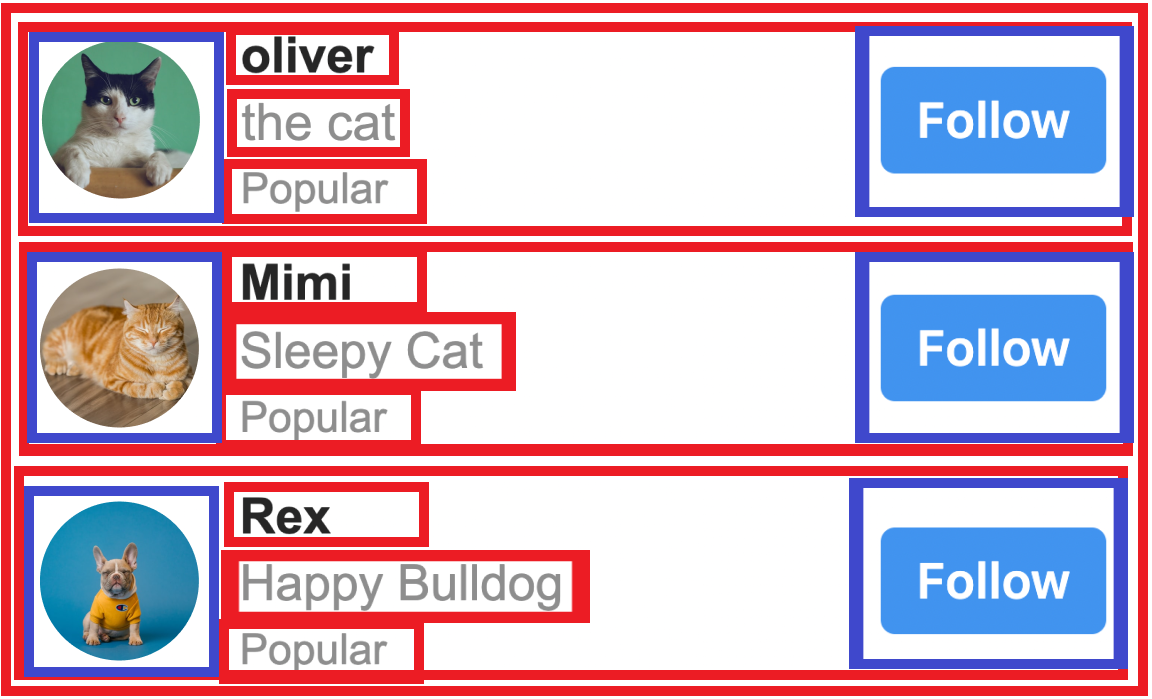 oliver
the cat
Popular
Follow
Mimi
Sleepy Cat
Popular
Follow
Rex
Happy Bulldog
Popular
Follow